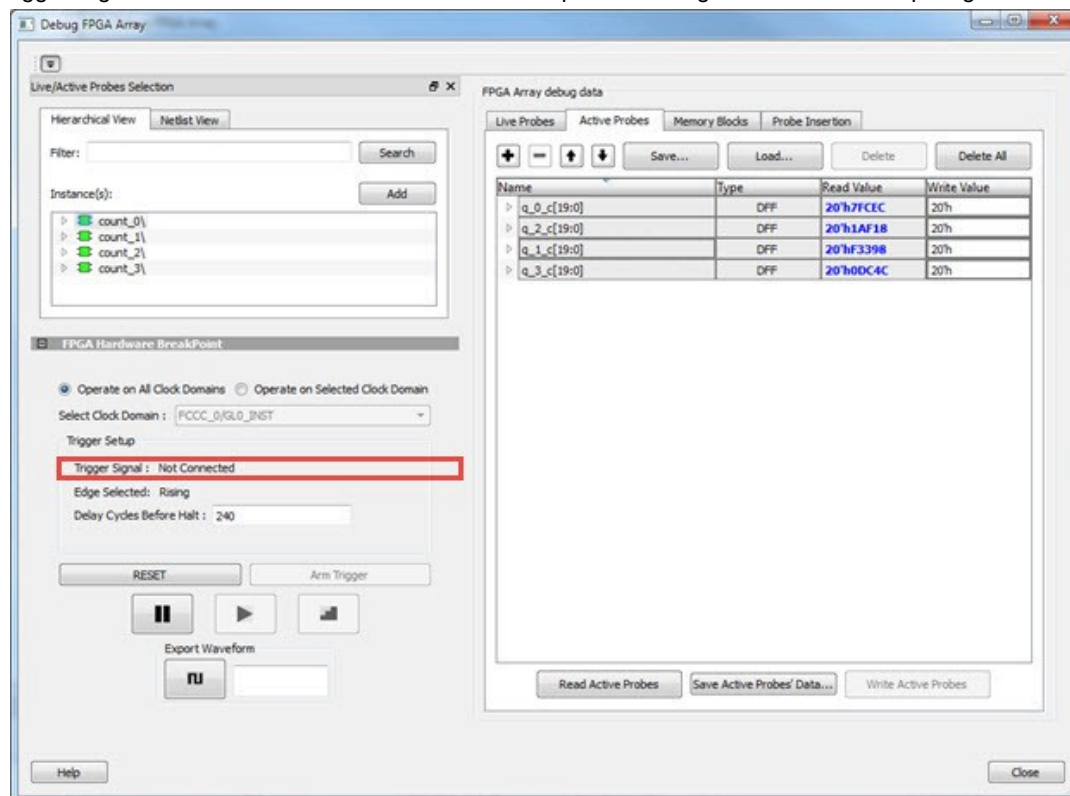 Debug FPGA Array
Live/Active Probes Selection
Hierarchical View Netlist View
Filter: Search
Instance(s): Add
count_0\
count_1\
count_2\
count_3\
FPGA Hardware BreakPoint
Operate on All Clock Domains Operate on Selected Clock Domain
Select Clock Domain : FCCC_0/GL0_INST
Trigger Setup
Trigger Signal : Not Connected
Edge Selected: Rising
Delay Cycles Before Halt : 240
RESET Arm Trigger
Export Waveform
FPGA Array debug data
Live Probes Active Probes Memory Blocks Probe Insertion
Save... Load... Delete Delete All
Name Type Read Value Write Value
q_0_c[19:0] DFF 20'h7FCEC 20'h
q_2_c[19:0] DFF 20'h1AF18 20'h
q_1_c[19:0] DFF 20'hF3398 20'h
q_3_c[19:0] DFF 20'h0DC4C 20'h
Read Active Probes Save Active Probes' Data... Write Active Probes
Help Close